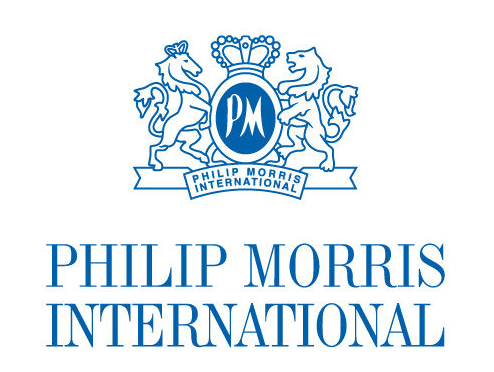 PM
PHILIP MORRIS
INTERNATIONAL
PHILIP MORRIS
INTERNATIONAL